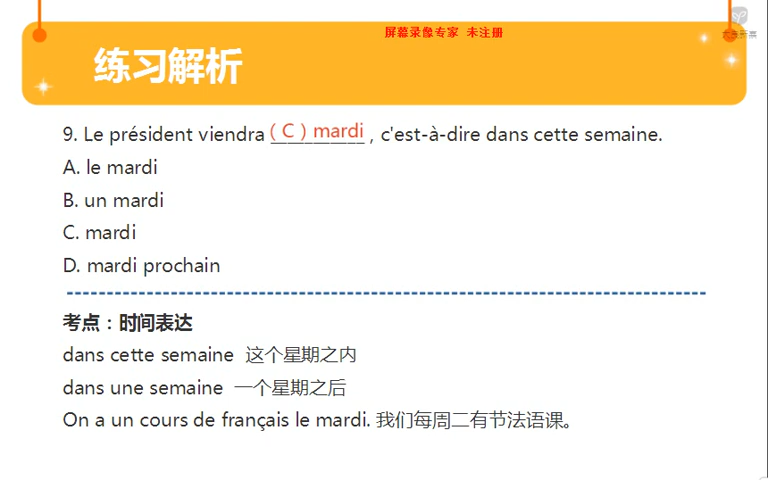 屏幕录像专家 未注册
练习解析
9. Le président viendra ( C ) mardi , c'est-à-dire dans cette semaine.
A. le mardi
B. un mardi
C. mardi
D. mardi prochain
考点：时间表达
dans cette semaine 这个星期之内
dans une semaine 一个星期之后
On a un cours de français le mardi. 我们每周二有节法语课。